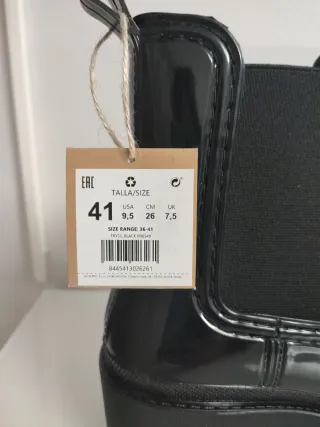 EAC
TALLA/SIZE
41
USA CM UK
9,5 26 7,5
SIZE RANGE: 36-41
8445413026261